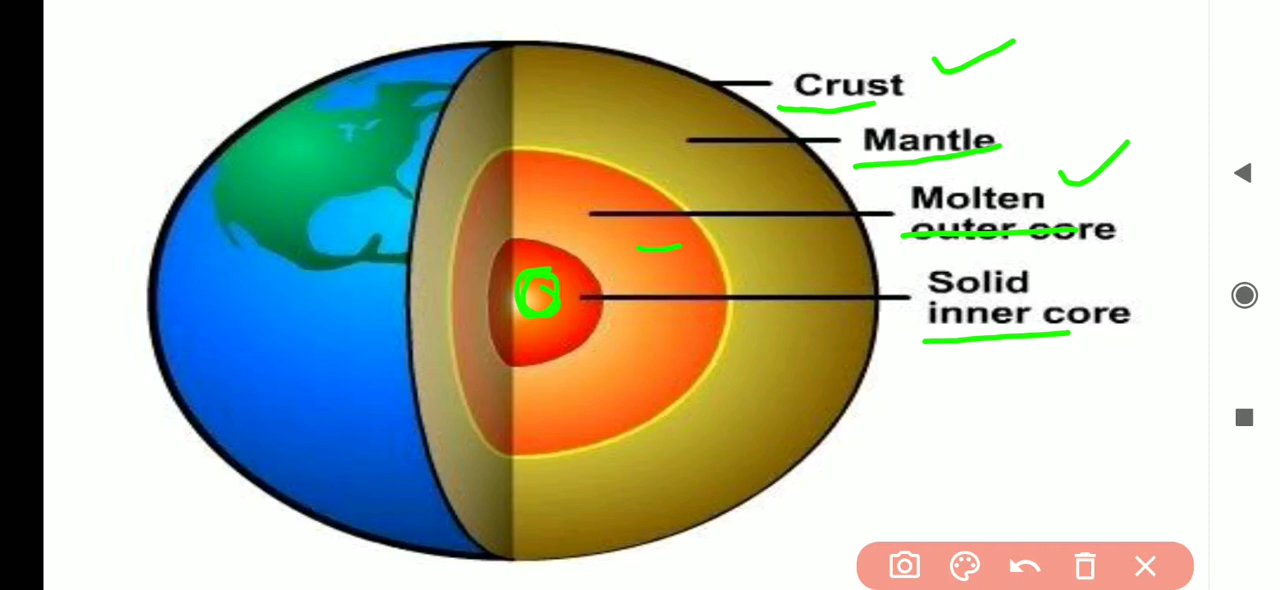 Crust
Mantle
Molten
outer core
Solid
inner core